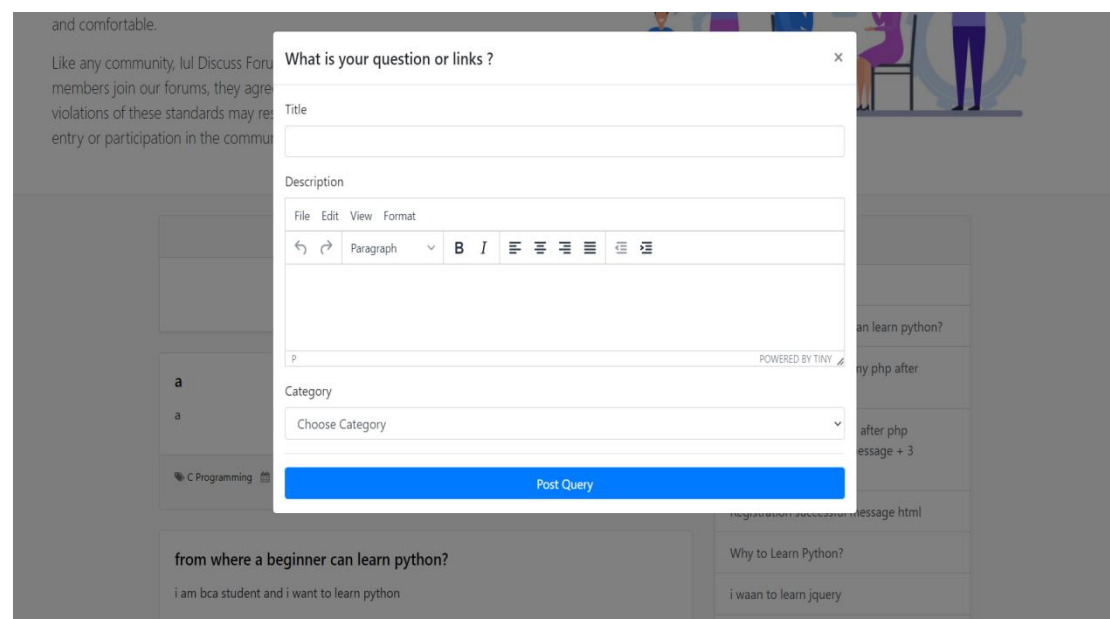 and comfortable.
Like any community, Iul Discuss Foru
members join our forums, they agre
violations of these standards may re
entry or participation in the commu
What is your question or links ?
×
Title
Description
File Edit View Format
Paragraph
B I
P
POWERED BY TINY
Category
Choose Category
Post Query
a
a
C Programming
from where a beginner can learn python?
i am bca student and i want to learn python
an learn python?
my php after
after php
essage + 3
Registration successful message html
Why to Learn Python?
i waan to learn jquery